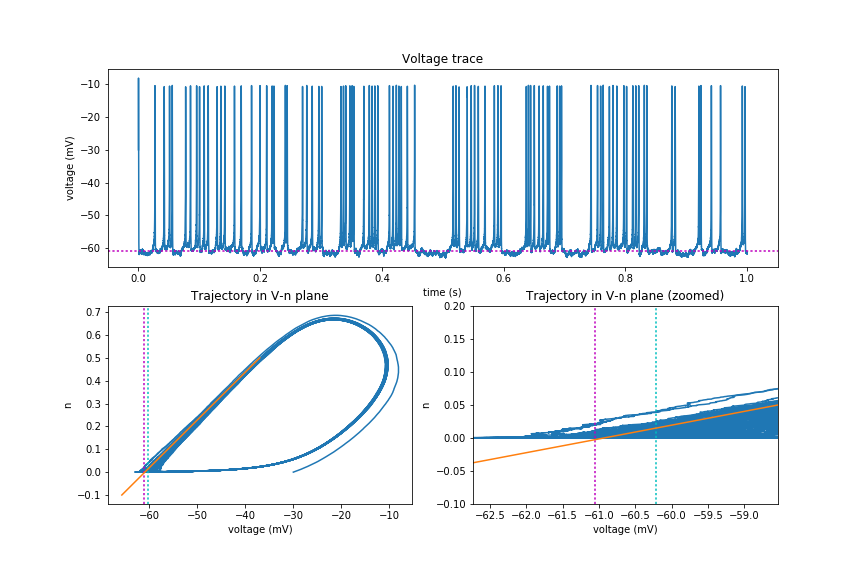 Voltage trace
voltage (mV)
−10
−20
−30
−40
−50
−60
0.0 0.2 0.4 0.6 0.8 1.0
time (s)
Trajectory in V-n plane
n
0.7
0.6
0.5
0.4
0.3
0.2
0.1
0.0
−0.1
−60 −50 −40 −30 −20 −10
voltage (mV)
Trajectory in V-n plane (zoomed)
n
0.20
0.15
0.10
0.05
0.00
−0.05
−0.10
−62.5 −62.0 −61.5 −61.0 −60.5 −60.0 −59.5 −59.0
voltage (mV)